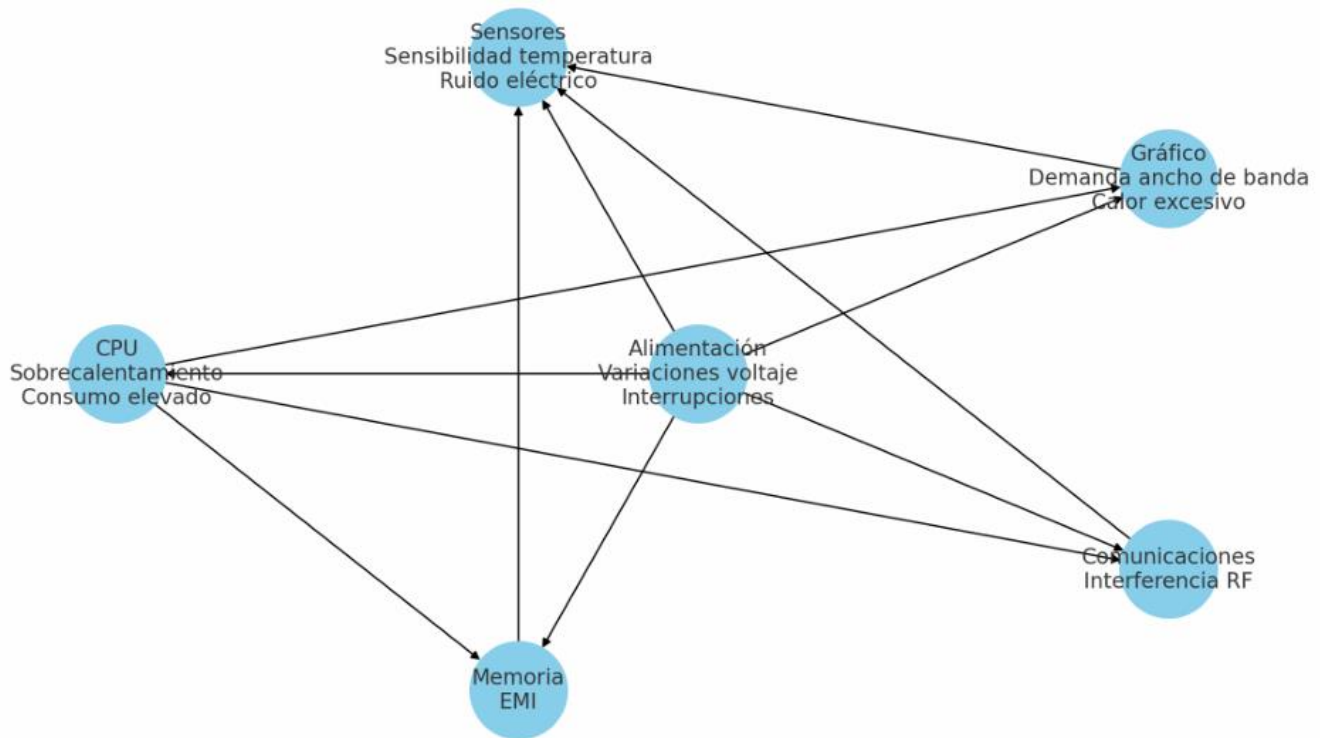 Sensores
Sensibilidad temperatura
Ruido eléctrico
Gráfico
Demanda ancho de banda
Calor excesivo
CPU
Sobrecalentamiento
Consumo elevado
Alimentación
Variaciones voltaje
Interrupciones
Comunicaciones
Interferencia RF
Memoria
EMI